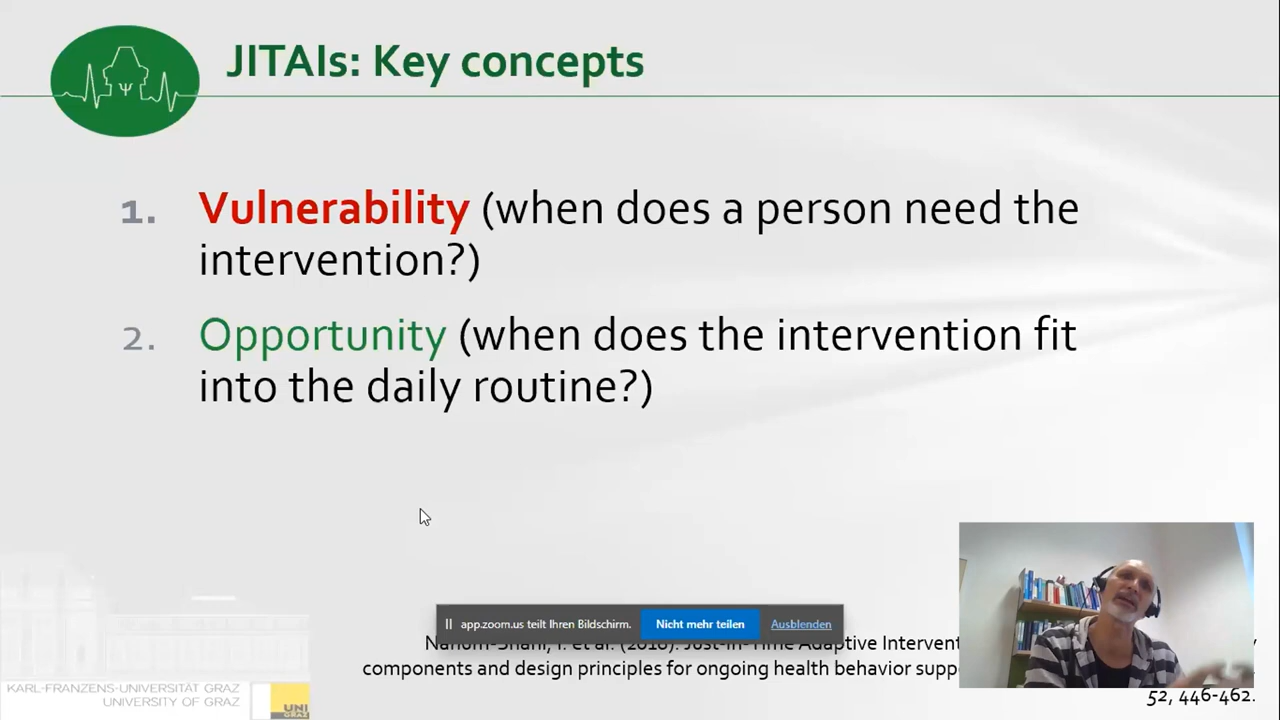 JITAIs: Key concepts
1. Vulnerability (when does a person need the
intervention?)
2. Opportunity (when does the intervention fit
into the daily routine?)
app.zoom.us teilt Ihren Bildschirm. Nicht mehr teilen Ausblenden
components and design principles for ongoing health behavior
52, 446-462.
KARL-FRANZENS-UNIVERSITÄT GRAZ
UNIVERSITY OF GRAZ
UNI
GRAZ